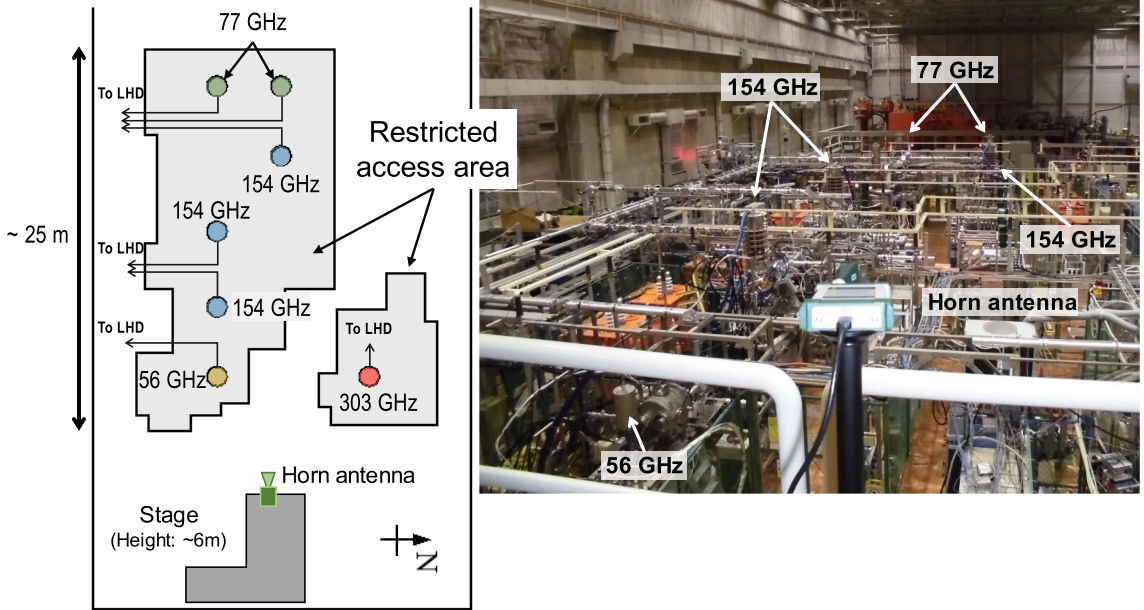 77 GHz
To LHD
Restricted
access area
154 GHz
154 GHz
~ 25 m
To LHD
154 GHz
To LHD
To LHD
56 GHz
303 GHz
Horn antenna
Stage
(Height: ~6m)
N
77 GHz
154 GHz
154 GHz
Horn antenna
56 GHz